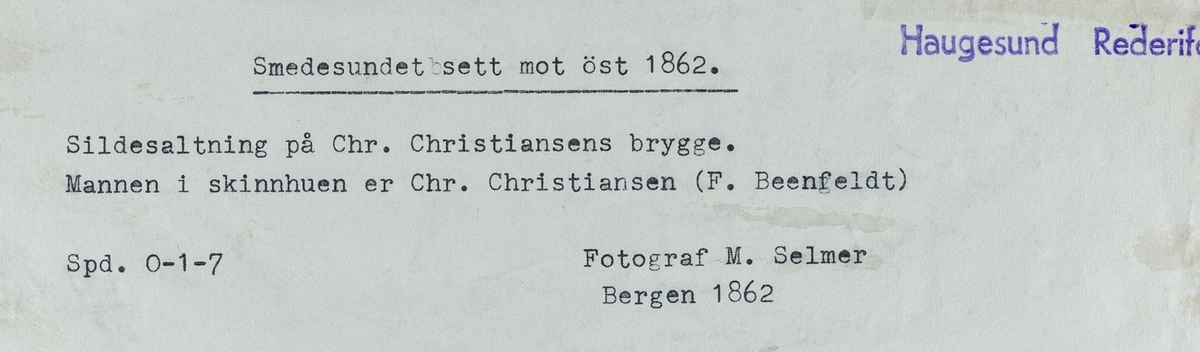 Haugesund Rederif
Smedesundet sett mot öst 1862.
Sildesaltning på Chr. Christiansens brygge.
Mannen i skinnhuen er Chr. Christiansen (F. Beenfeldt)
Spd. O-1-7
Fotograf M. Selmer
Bergen 1862